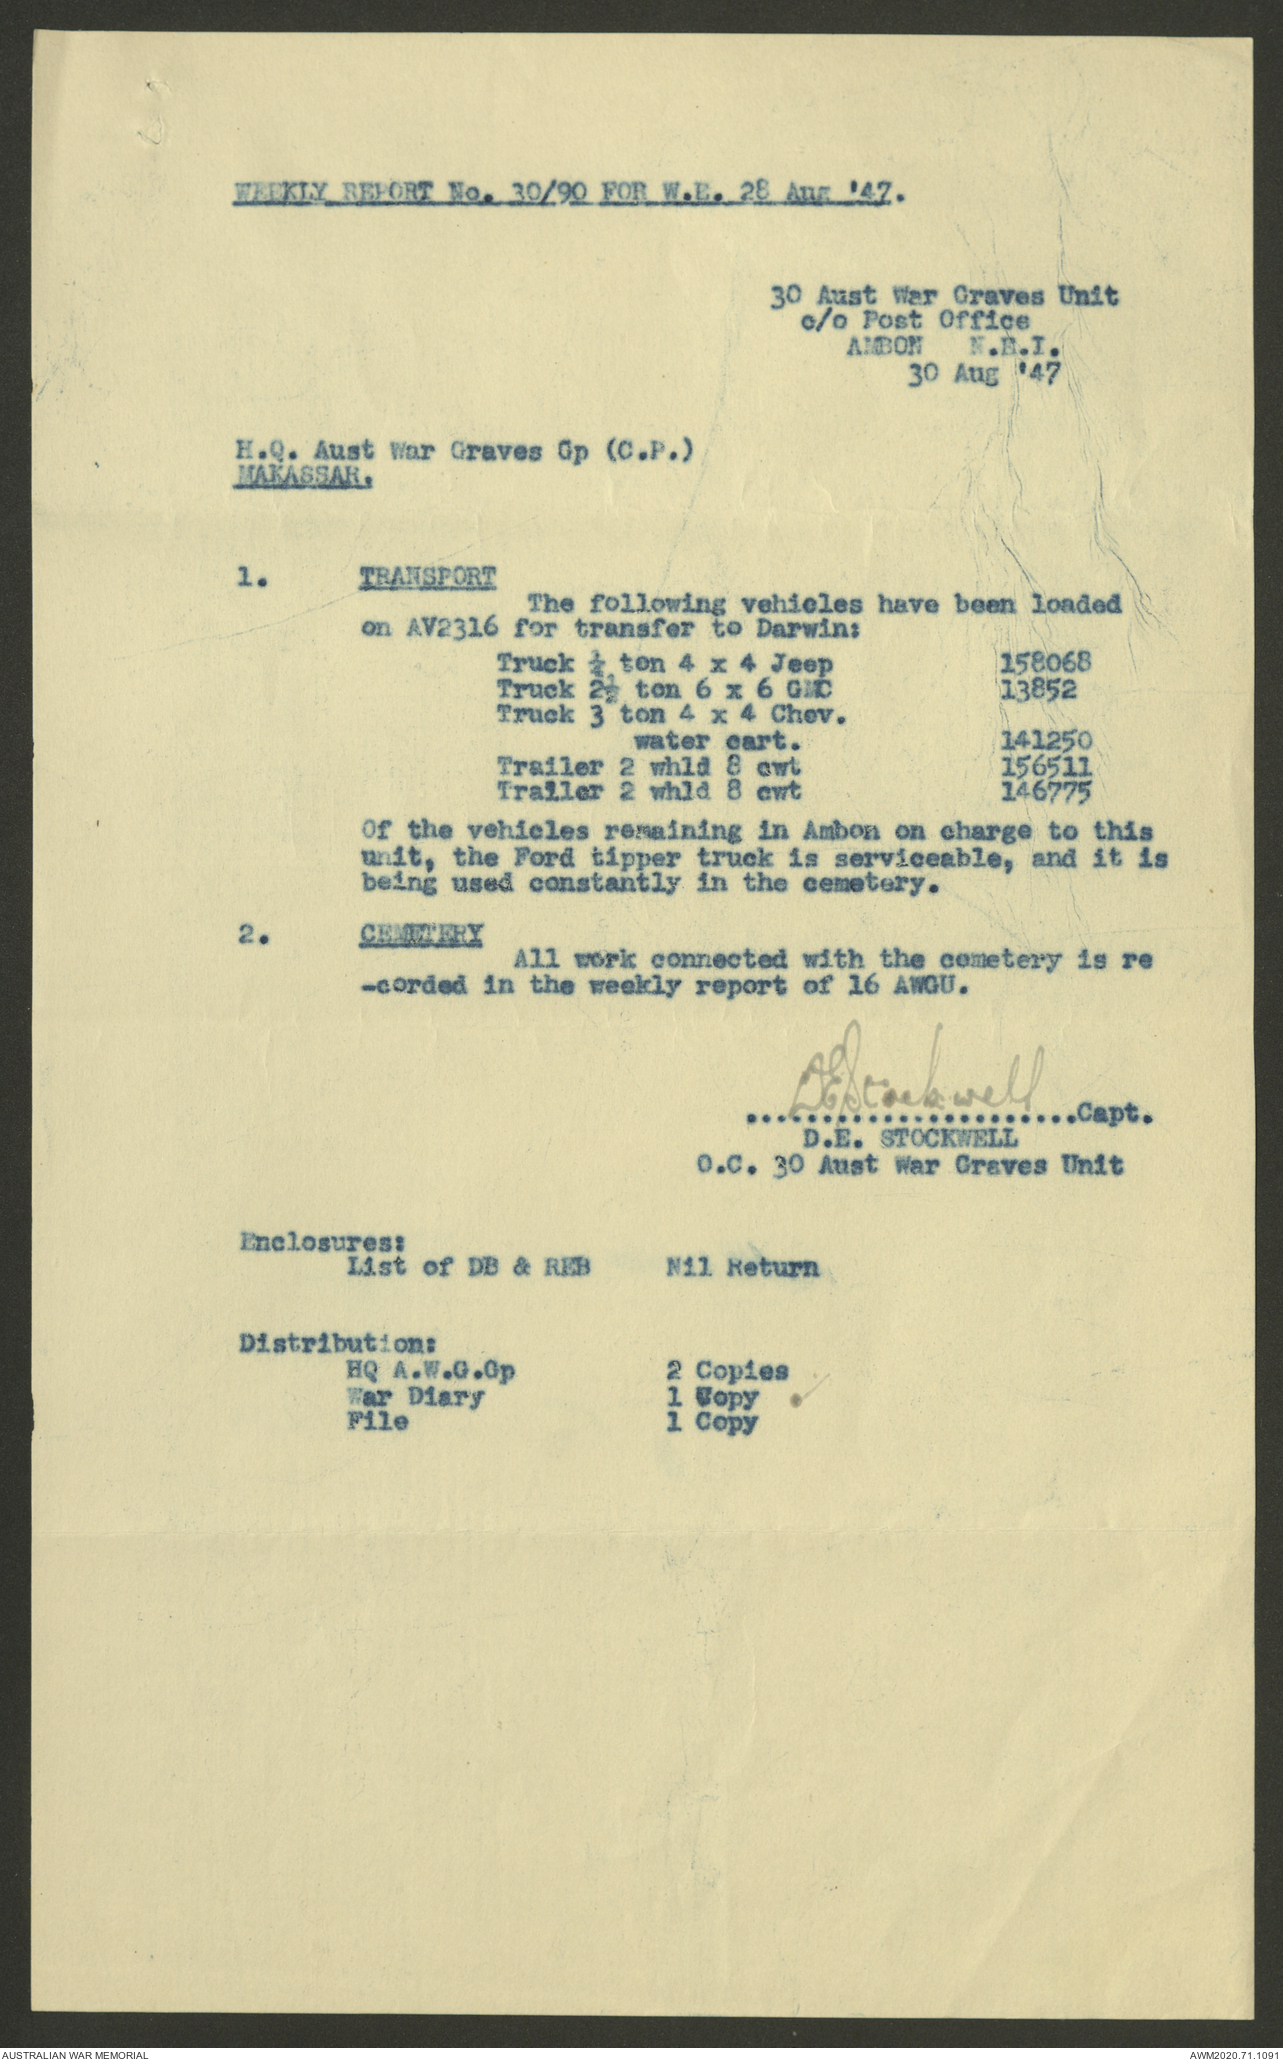 WEEKLY REPORT No. 30/90 FOR W.E. 28 Aug '47.
30 Aust War Graves Unit
c/o Post Office
AMBON N.E.I.
30 Aug '47
H.Q. Aust War Graves Gp (C.P.)
MAKASSAR.
1. TRANSPORT
The following vehicles have been loaded
on AV2316 for transfer to Darwin:
Truck ¼ ton 4 x 4 Jeep 158068
Truck 2½ ton 6 x 6 GMC 13852
Truck 3 ton 4 x 4 Chev.
water cart. 141250
Trailer 2 whld 8 cwt 156511
Trailer 2 whld 8 cwt 146775
Of the vehicles remaining in Ambon on charge to this
unit, the Ford tipper truck is serviceable, and it is
being used constantly in the cemetery.
2. CEMETERY
All work connected with the cemetery is re
-corded in the weekly report of 16 AWGU.
DEStockwell
......................Capt.
D.E. STOCKWELL
O.C. 30 Aust War Graves Unit
Enclosures:
List of DB & REB Nil Return
Distribution:
HQ A.W.G.Gp 2 Copies
War Diary 1 Copy
File 1 Copy
AUSTRALIAN WAR MEMORIAL AWM2020.71.1091